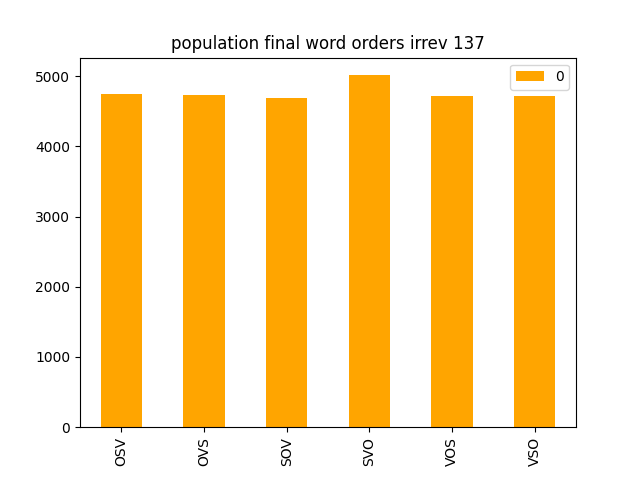 population final word orders irrev 137
0
5000
4000
3000
2000
1000
0
OSV
OVS
SOV
SVO
VOS
VSO